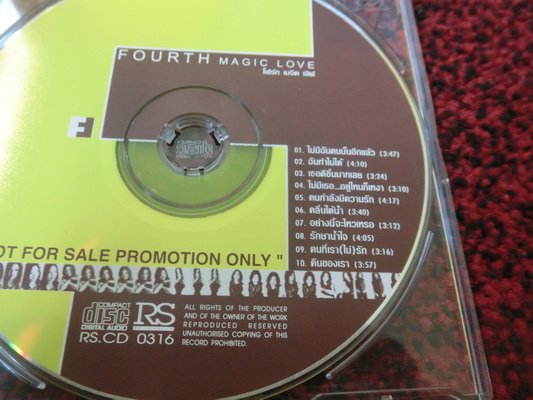 FOURTH MAGIC LOVE
โฟร์ท เมจิค เลิฟ
F
01. ไม่มีฉันคนนั้นอีกแล้ว (3:47)
02. ฉันทำไม่ได้ (4:10)
03. เธอดีขึ้นมากเลย (3:24)
04. ไม่มีเธอ...อยู่ไหนก็เหงา (3:10)
05. คนกำลังมีความรัก (4:17)
06. คลื่นใต้น้ำ (3:40)
07. อย่างนี้จะไหวเหรอ (3:12)
08. รักษาน้ำใจ (4:05)
09. คนที่เรา(ไม่)รัก (3:16)
10. คืนของเรา (3:57)
OT FOR SALE PROMOTION ONLY "
COMPACT
disc
DIGITAL AUDIO
RS
RS.CD 0316
ALL RIGHTS OF THE PRODUCER
AND OF THE OWNER OF THE WORK
REPRODUCED RESERVED
UNAUTHORISED COPYING OF THIS
RECORD PROHIBITED.